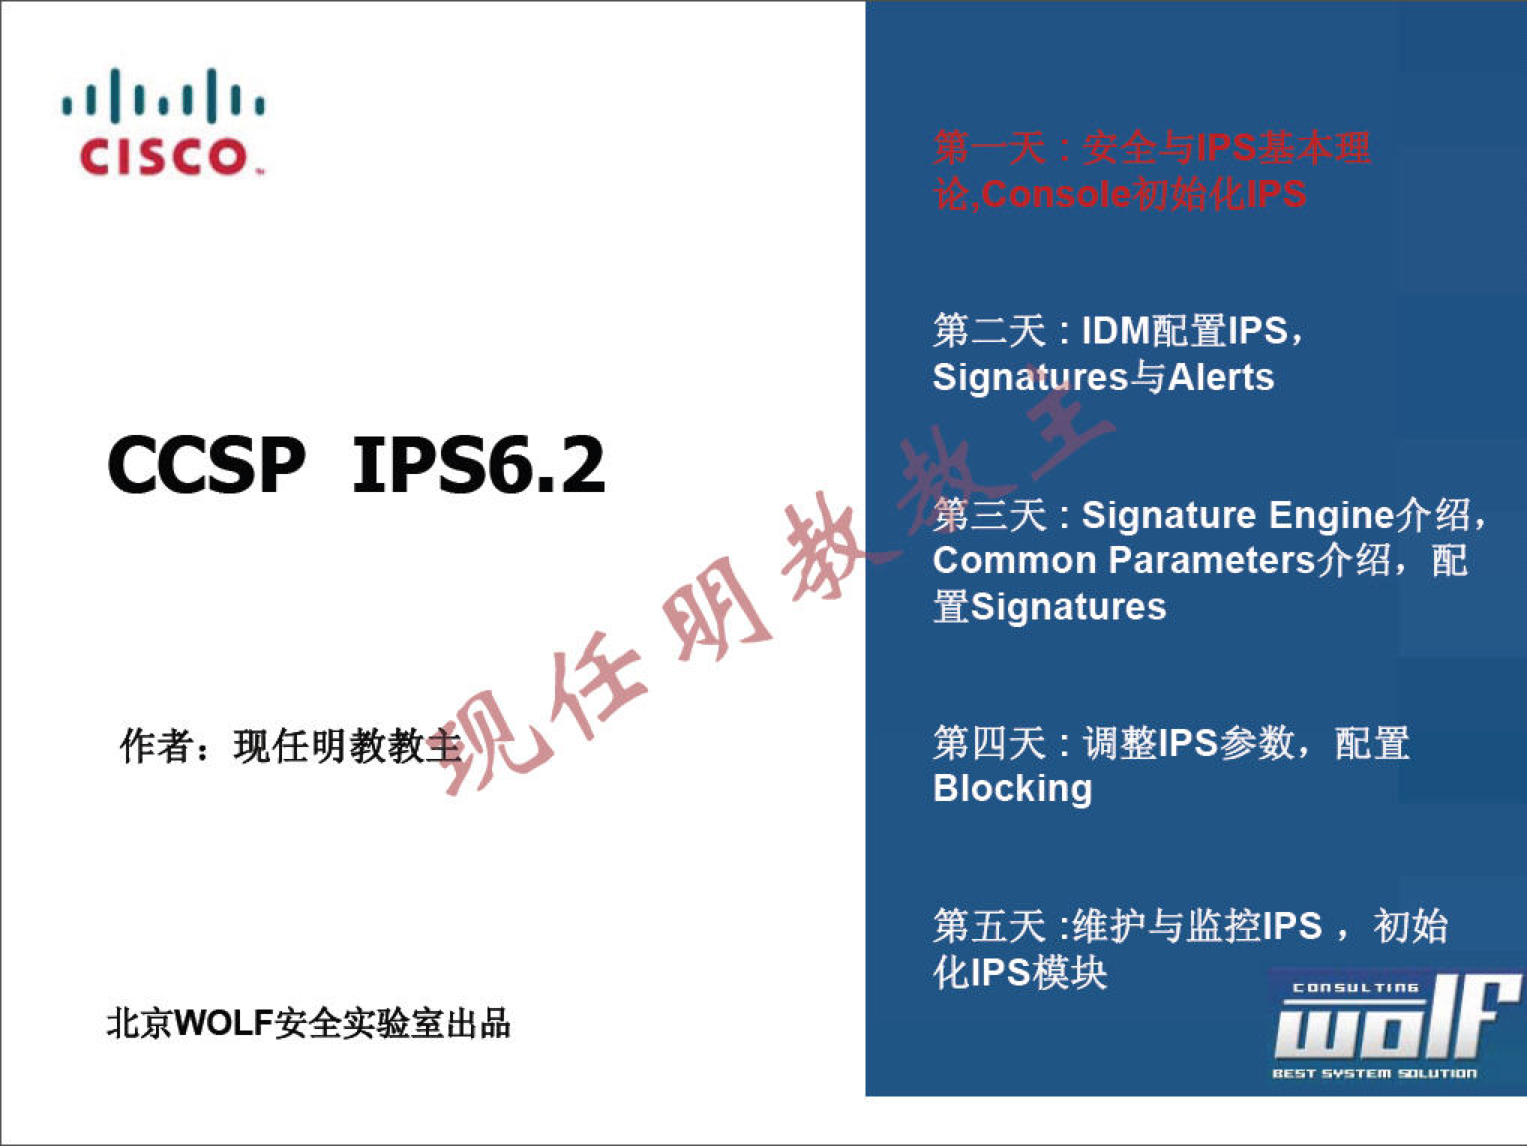 CISCO
CCSP IPS6.2
作者：现任明教教主
北京WOLF安全实验室出品
第一天：安全与IPS基本理
论,Console初始化IPS
第二天：IDM配置IPS，
Signatures与Alerts
第三天：Signature Engine介绍，
Common Parameters介绍，配
置Signatures
第四天：调整IPS参数，配置
Blocking
第五天:维护与监控IPS ，初始
化IPS模块
现任明教教主
CONSULTING
WOLF
BEST SYSTEM SOLUTION